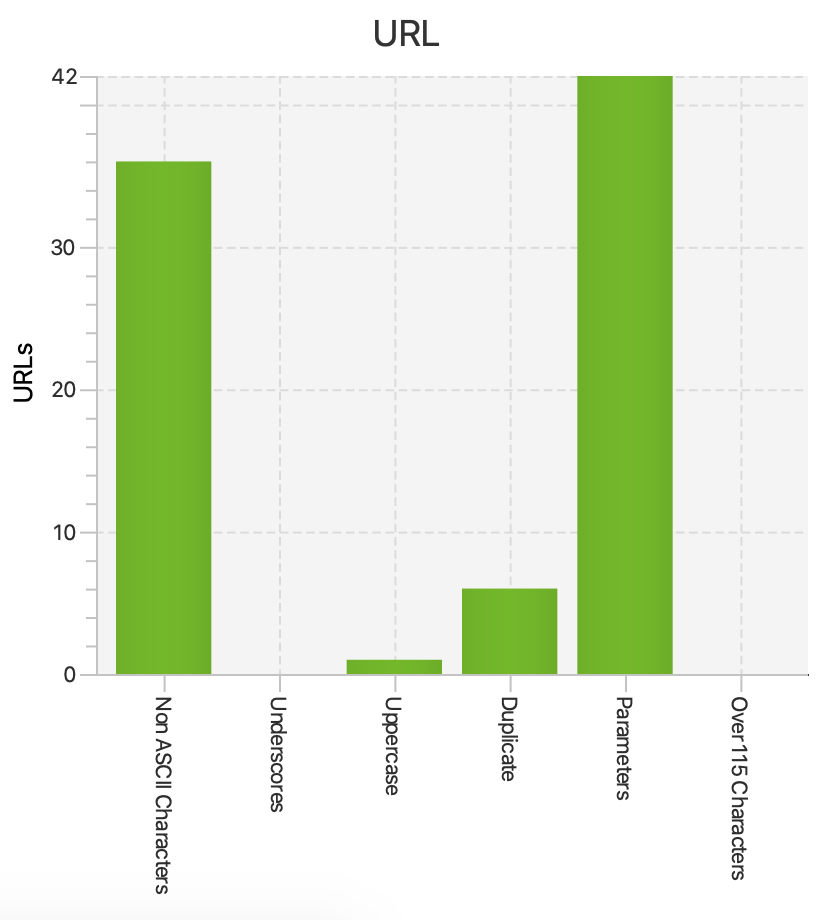 URL
42
30
20
10
0
URLs
Non ASCII Characters
Underscores
Uppercase
Duplicate
Parameters
Over 115 Characters